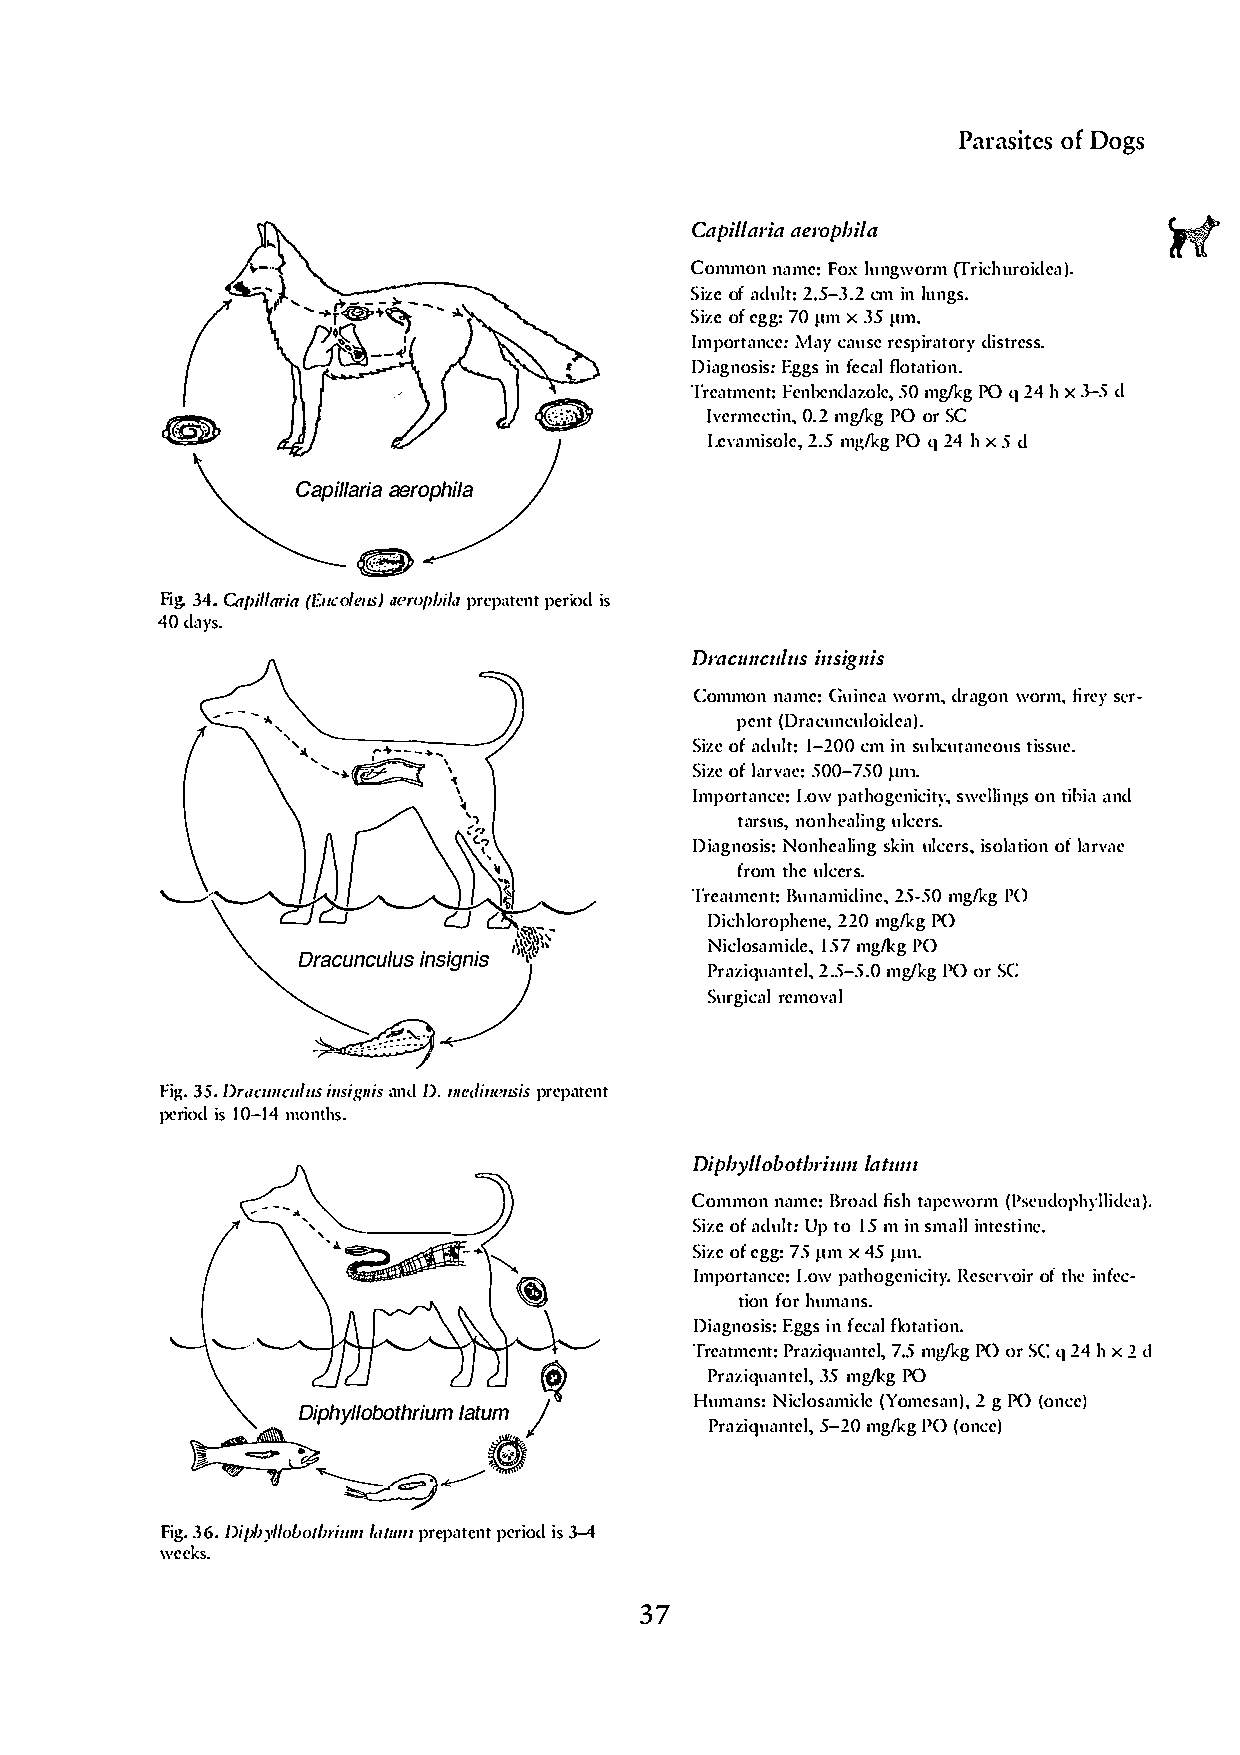 Parasites of Dogs
Capillaria aerophila
Common name: Fox lungworm (Trichuroidea).
Size of adult: 2.5–3.2 cm in lungs.
Size of egg: 70 µm × 35 µm.
Importance: May cause respiratory distress.
Diagnosis: Eggs in fecal flotation.
Treatment: Fenbendazole, 50 mg/kg PO q 24 h × 3–5 d
Ivermectin, 0.2 mg/kg PO or SC
Levamisole, 2.5 mg/kg PO q 24 h × 5 d
Capillaria aerophila
Fig. 34. Capillaria (Eucoleus) aerophila prepatent period is
40 days.
Dracunculus insignis
Common name: Guinea worm, dragon worm, firey ser-
pent (Dracunculoidea).
Size of adult: 1–200 cm in subcutaneous tissue.
Size of larvae: 500–750 µm.
Importance: Low pathogenicity, swellings on tibia and
tarsus, nonhealing ulcers.
Diagnosis: Nonhealing skin ulcers, isolation of larvae
from the ulcers.
Treatment: Bunamidine, 25-50 mg/kg PO
Dichlorophene, 220 mg/kg PO
Niclosamide, 157 mg/kg PO
Praziquantel, 2.5–5.0 mg/kg PO or SC
Surgical removal
Dracunculus insignis
Fig. 35. Dracunculus insignis and D. medinensis prepatent
period is 10–14 months.
Diphyllobothrium latum
Common name: Broad fish tapeworm (Pseudophyllidea).
Size of adult: Up to 15 m in small intestine.
Size of egg: 75 µm × 45 µm.
Importance: Low pathogenicity. Reservoir of the infec-
tion for humans.
Diagnosis: Eggs in fecal flotation.
Treatment: Praziquantel, 7.5 mg/kg PO or SC q 24 h × 2 d
Praziquantel, 35 mg/kg PO
Humans: Niclosamide (Yomesan), 2 g PO (once)
Praziquantel, 5–20 mg/kg PO (once)
Diphyllobothrium latum
Fig. 36. Diphyllobothrium latum prepatent period is 3–4
weeks.
37